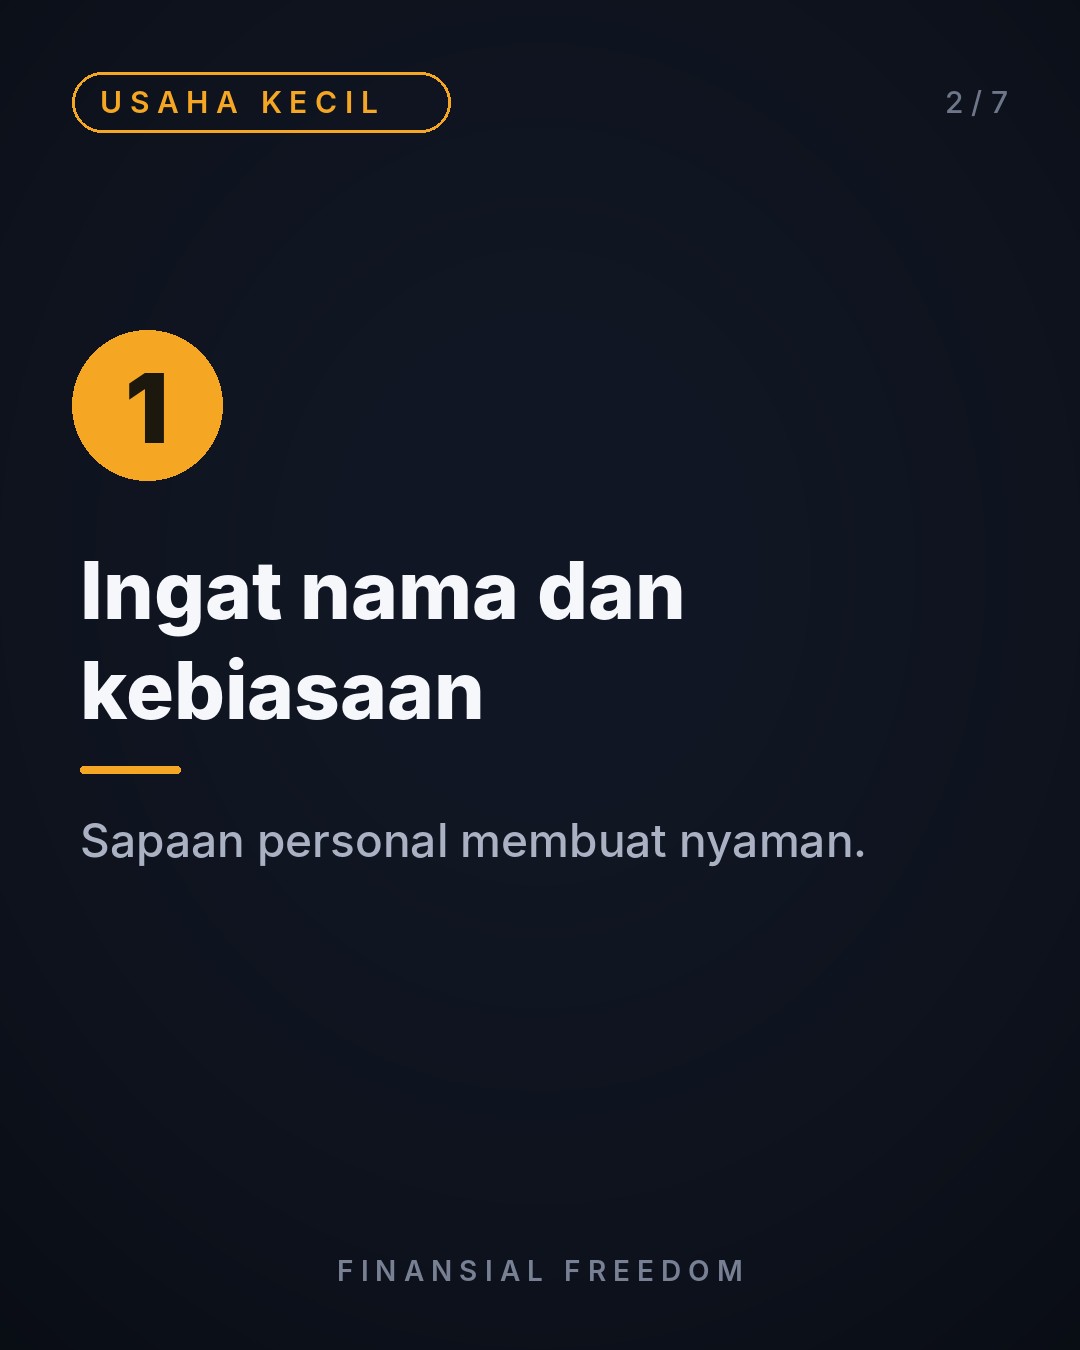 USAHA KECIL
2/7
1
Ingat nama dan
kebiasaan
Sapaan personal membuat nyaman.
FINANSIAL FREEDOM